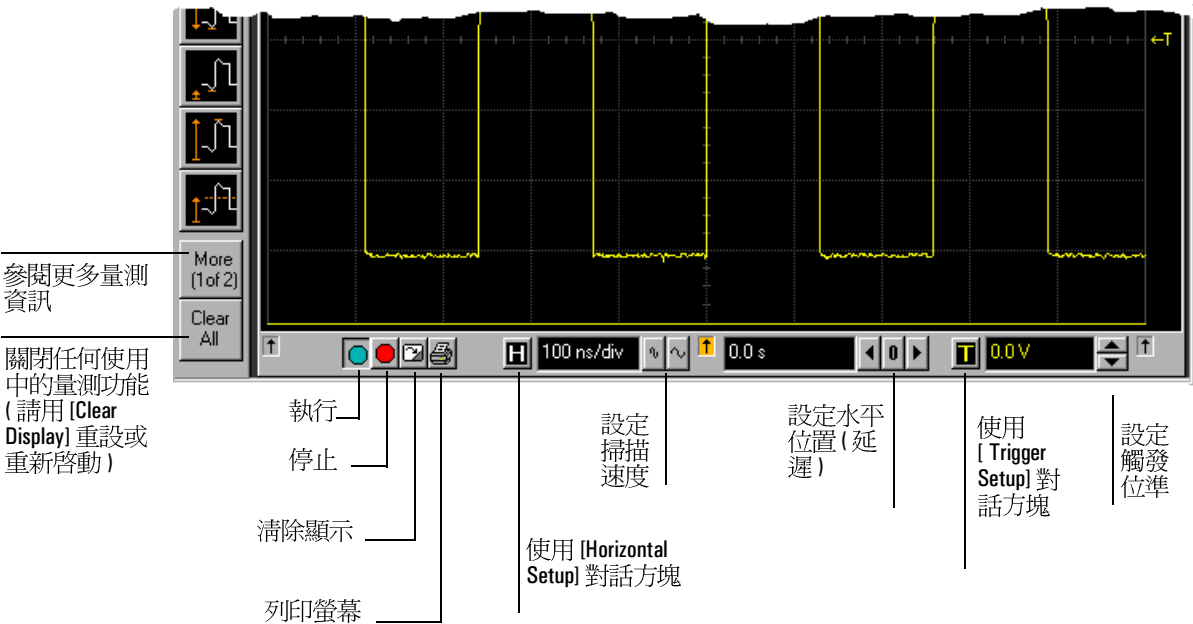 ←T
More
(1of 2)
Clear
All
H
100 ns/div
0.0 s
0
T
0.0 V
參閱更多量測
資訊
關閉任何使用
中的量測功能
( 請用 [Clear
Display] 重設或
重新啓動 )
執行
停止
清除顯示
列印螢幕
使用 [Horizontal
Setup] 對話方塊
設定
掃描
速度
設定水平
位置 ( 延
遲 )
使用
[ Trigger
Setup] 對
話方塊
設定
觸發
位準